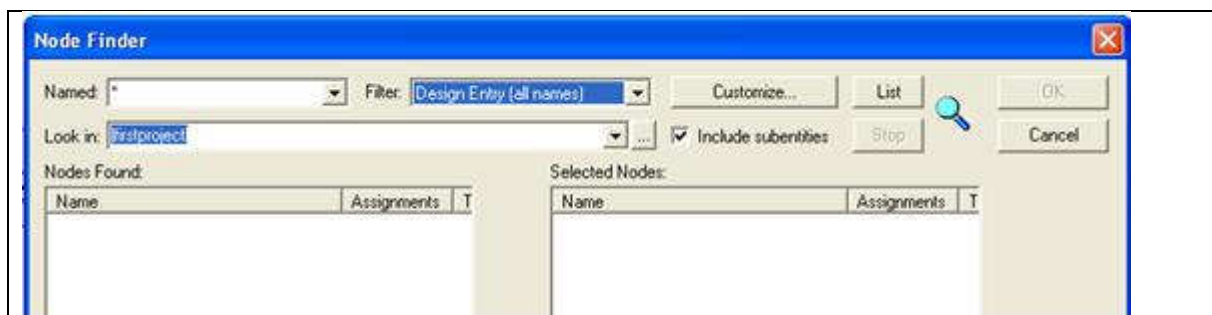 Node Finder
Named: * Filter: Design Entry (all names) Customize... List OK
Look in: firstproject ... Include subentities Stop Cancel
Nodes Found: Selected Nodes:
Name Assignments T Name Assignments T